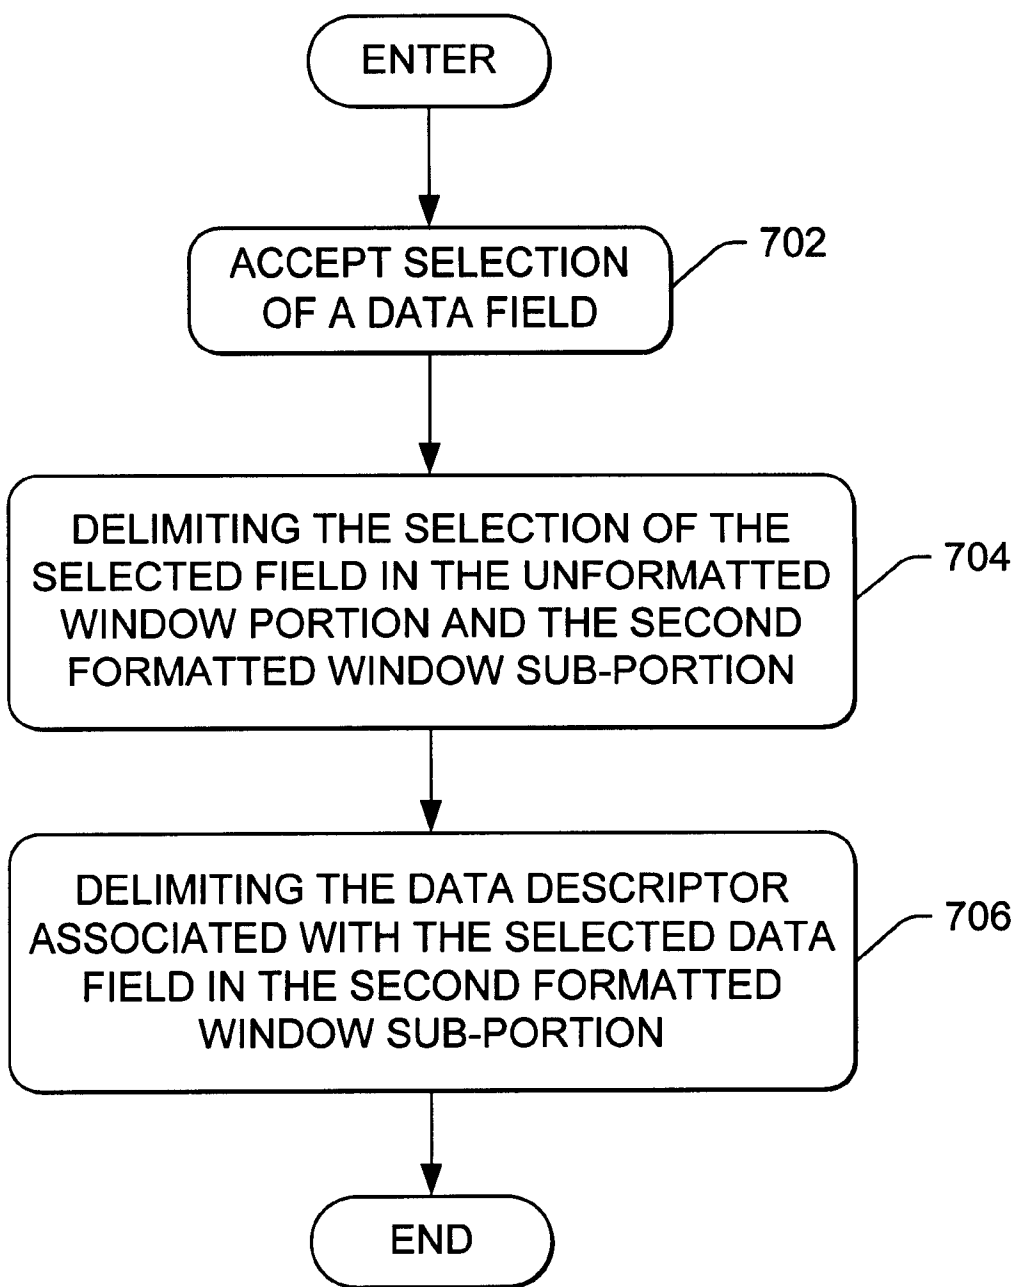 ENTER
ACCEPT SELECTION
OF A DATA FIELD
702
DELIMITING THE SELECTION OF THE
SELECTED FIELD IN THE UNFORMATTED
WINDOW PORTION AND THE SECOND
FORMATTED WINDOW SUB-PORTION
704
DELIMITING THE DATA DESCRIPTOR
ASSOCIATED WITH THE SELECTED DATA
FIELD IN THE SECOND FORMATTED
WINDOW SUB-PORTION
706
END